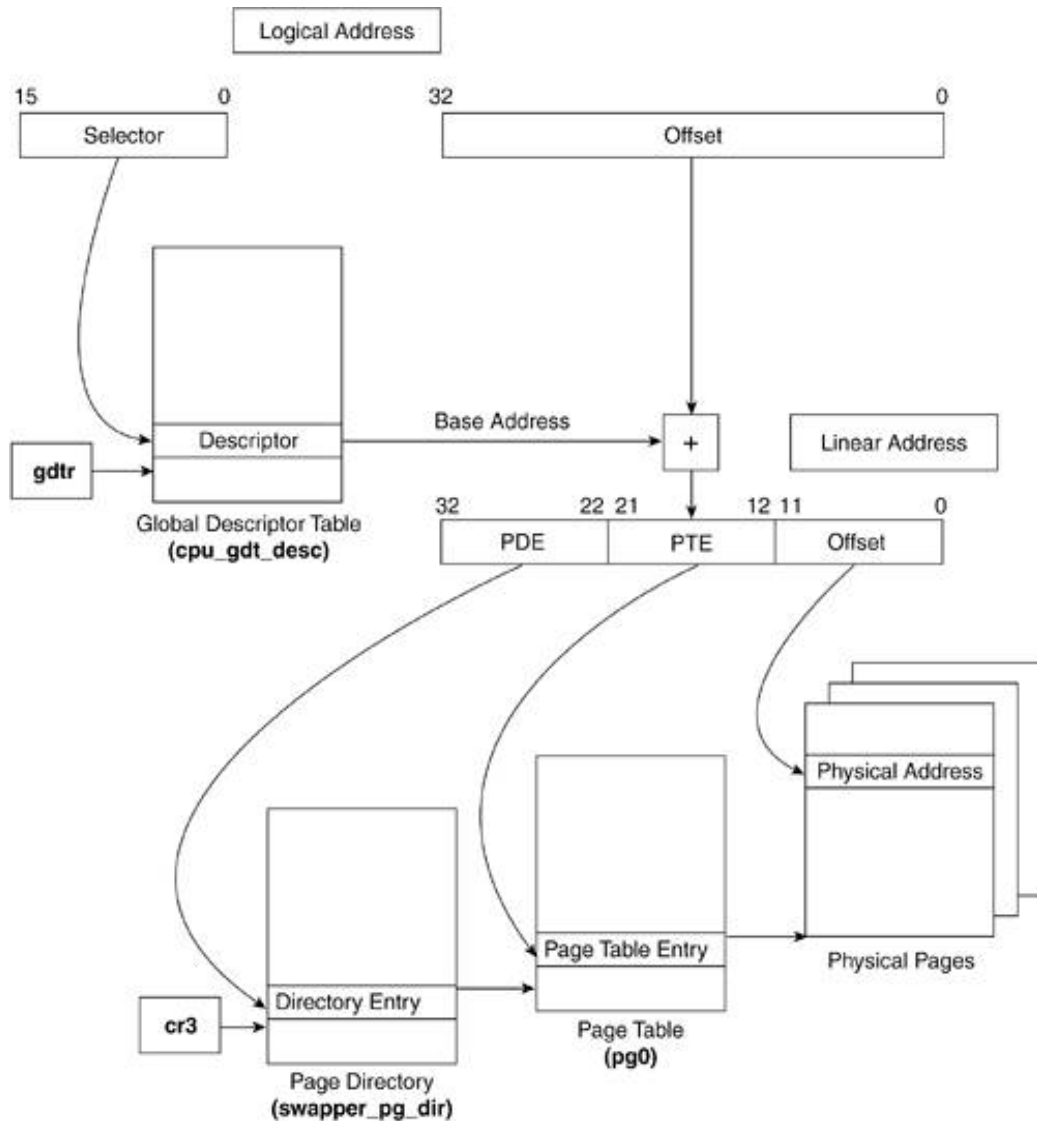 Logical Address
15 0
32 0
Selector
Offset
Base Address
+
Linear Address
Descriptor
gdtr
Global Descriptor Table
(cpu_gdt_desc)
32 22 21 12 11 0
PDE PTE Offset
Physical Address
Physical Pages
Page Table Entry
Page Table
(pg0)
Directory Entry
cr3
Page Directory
(swapper_pg_dir)